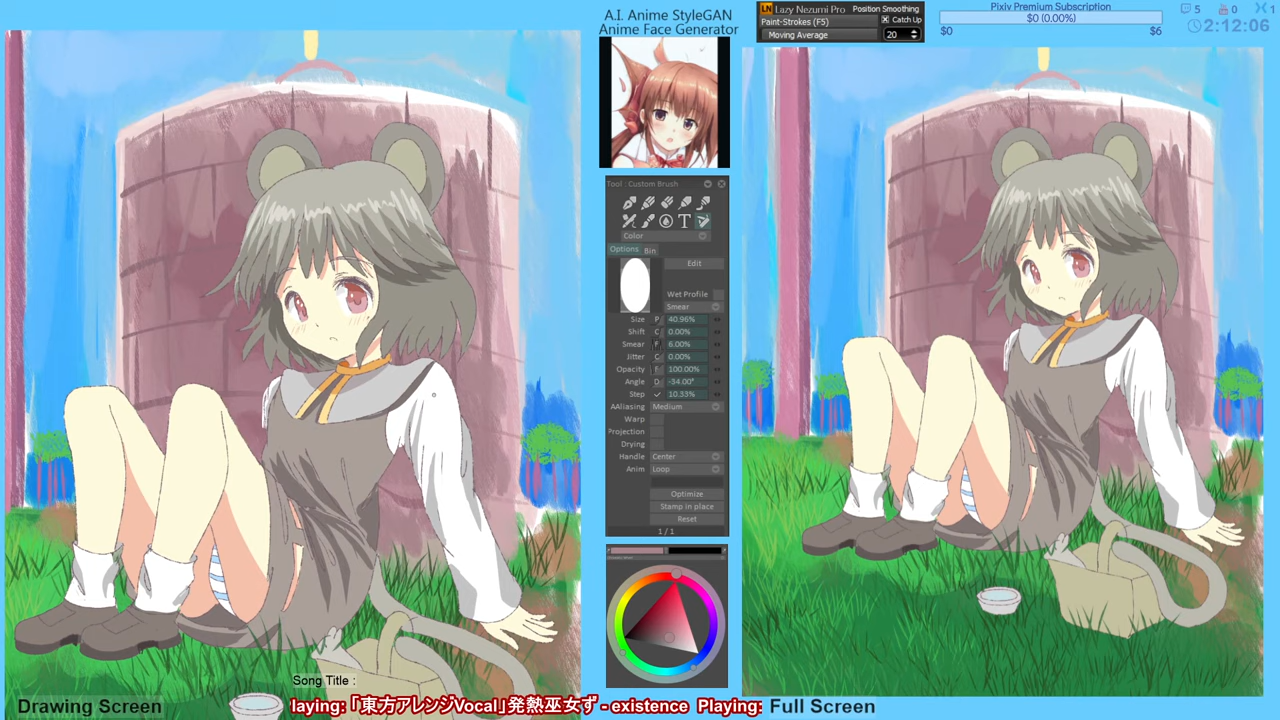 A.I. Anime StyleGAN
Anime Face Generator
LN Lazy Nezumi Pro
Position Smoothing
Paint-Strokes (F5)
Catch Up
Moving Average
20
Pixiv Premium Subscription
$0 (0.00%)
$0
$6
5
0
1
2:12:06
Tool : Custom Brush
Color
Options
Bin
Edit
Wet Profile
Smear
Size P 40.96%
Shift C 0.00%
Smear P 6.00%
Jitter C 0.00%
Opacity F 100.00%
Angle D -34.00°
Step 10.33%
AAliasing Medium
Warp
Projection
Drying
Handle Center
Anim Loop
Optimize
Stamp in place
Reset
1 / 1
Song Title :
Drawing Screen
laying: 「東方アレンジVocal」発熱巫女ず - existence Playing:
Full Screen